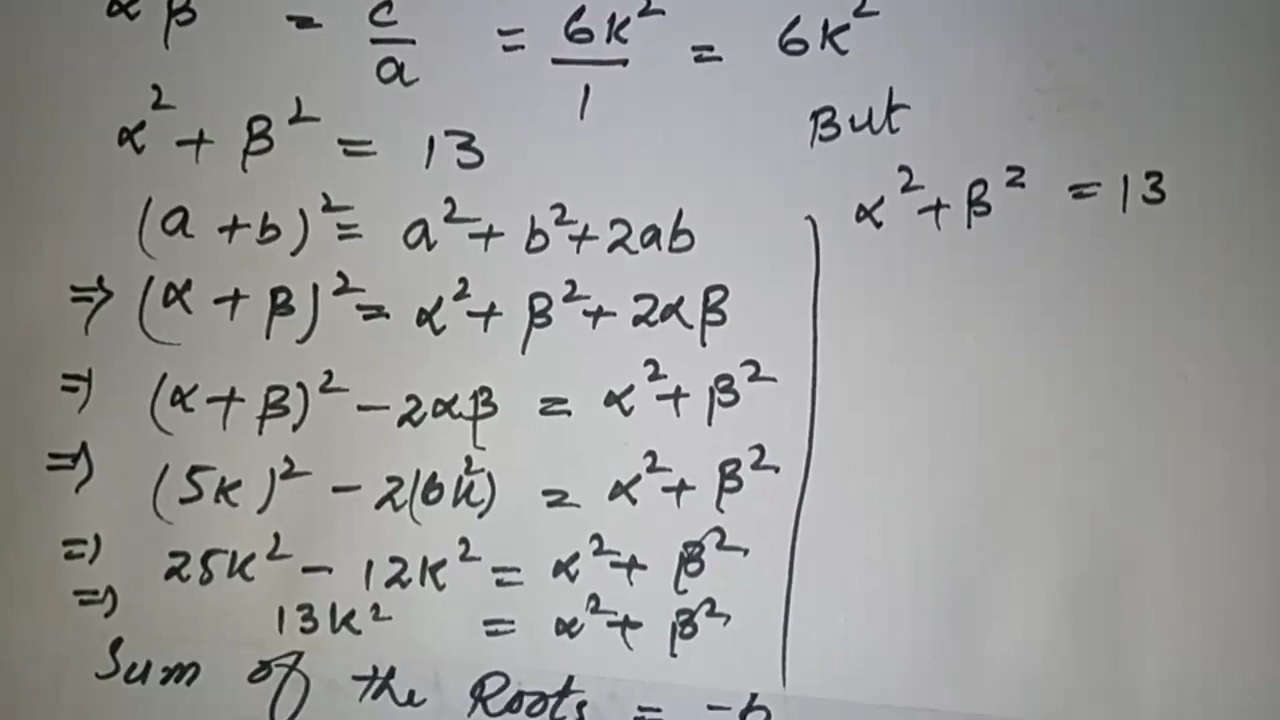 αβ = c/a = 6k²/1 = 6k²
α² + β² = 13
(a + b)² = a² + b² + 2ab
⇒ (α + β)² = α² + β² + 2αβ
⇒ (α + β)² − 2αβ = α² + β²
⇒ (5k)² − 2(6k²) = α² + β²
⇒ 25k² − 12k² = α² + β²
⇒ 13k² = α² + β²
Sum of the Roots = -b
But
α² + β² = 13